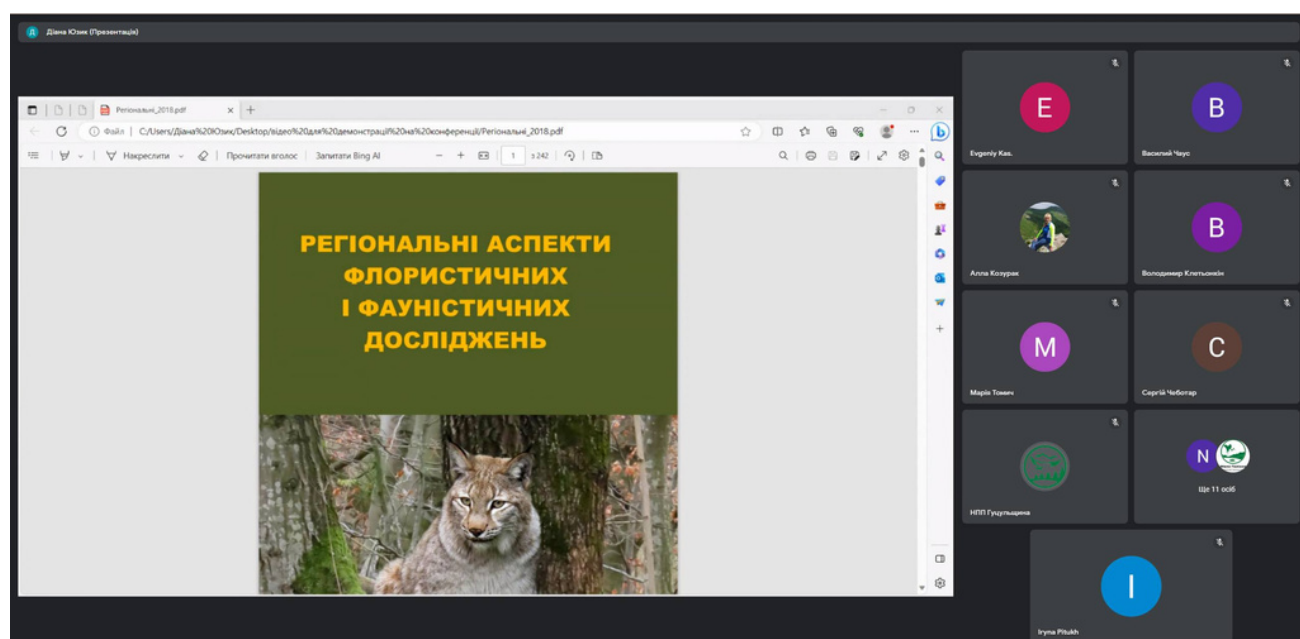 Д Діана Юзик (Презентація)
Регіональні_2018.pdf
Файл | C:/Users/Діана%20Юзик/Desktop/відео%20для%20демонстрації%20на%20конференції/Регіональні_2018.pdf
Накреслити | Прочитати вголос | Запитати Bing AI 1 з 242
РЕГІОНАЛЬНІ АСПЕКТИ
ФЛОРИСТИЧНИХ
І ФАУНІСТИЧНИХ
ДОСЛІДЖЕНЬ
E
Evgeniy Kas.
В
Василий Чаус
Алла Козурак
В
Володимир Клетьонкін
М
Марія Томич
С
Сергій Чеботар
НПП Гуцульщина
N
Ще 11 осіб
I
Iryna Pitukh